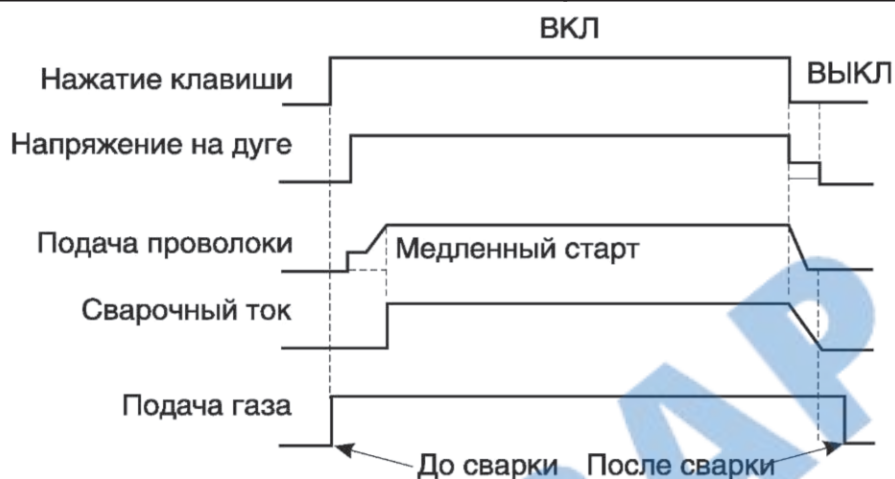 ВКЛ
Нажатие клавиши
ВЫКЛ
Напряжение на дуге
Подача проволоки
Медленный старт
Сварочный ток
Подача газа
До сварки
После сварки